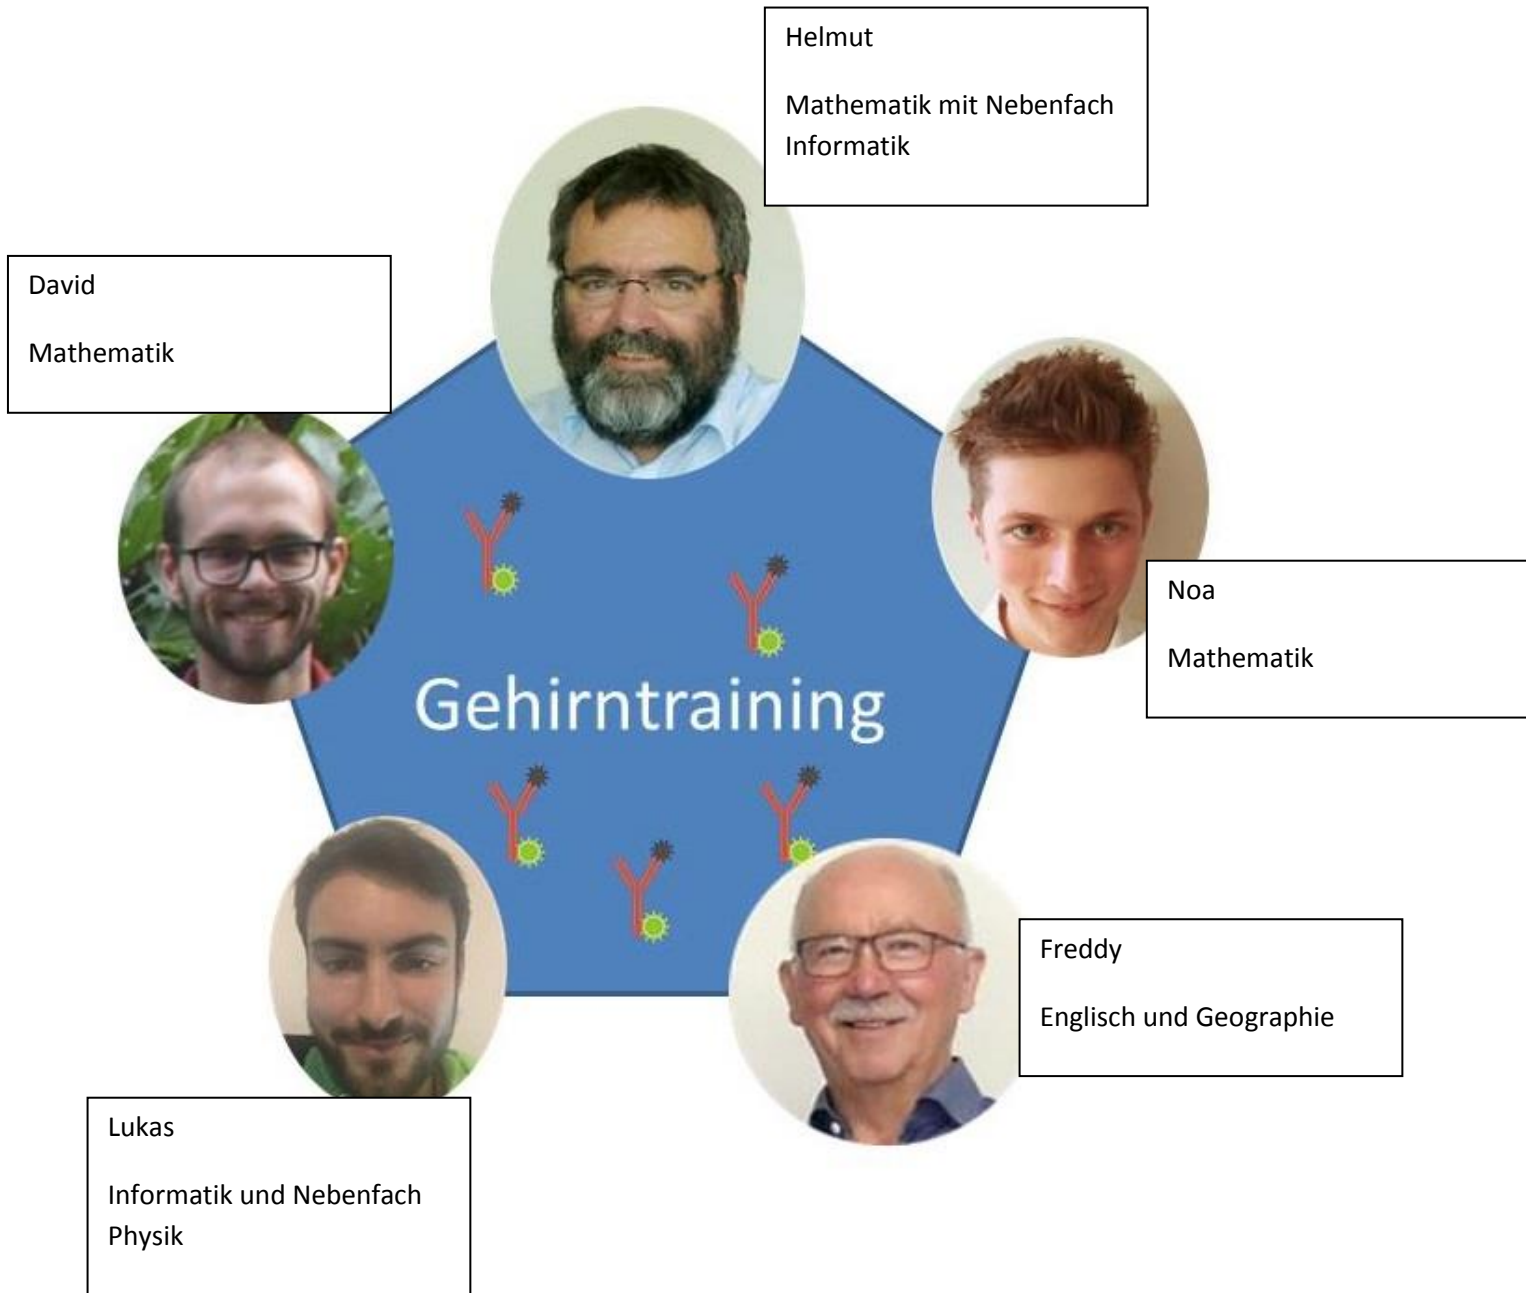 Helmut
Mathematik mit Nebenfach
Informatik
David
Mathematik
Noa
Mathematik
Gehirntraining
Freddy
Englisch und Geographie
Lukas
Informatik und Nebenfach
Physik